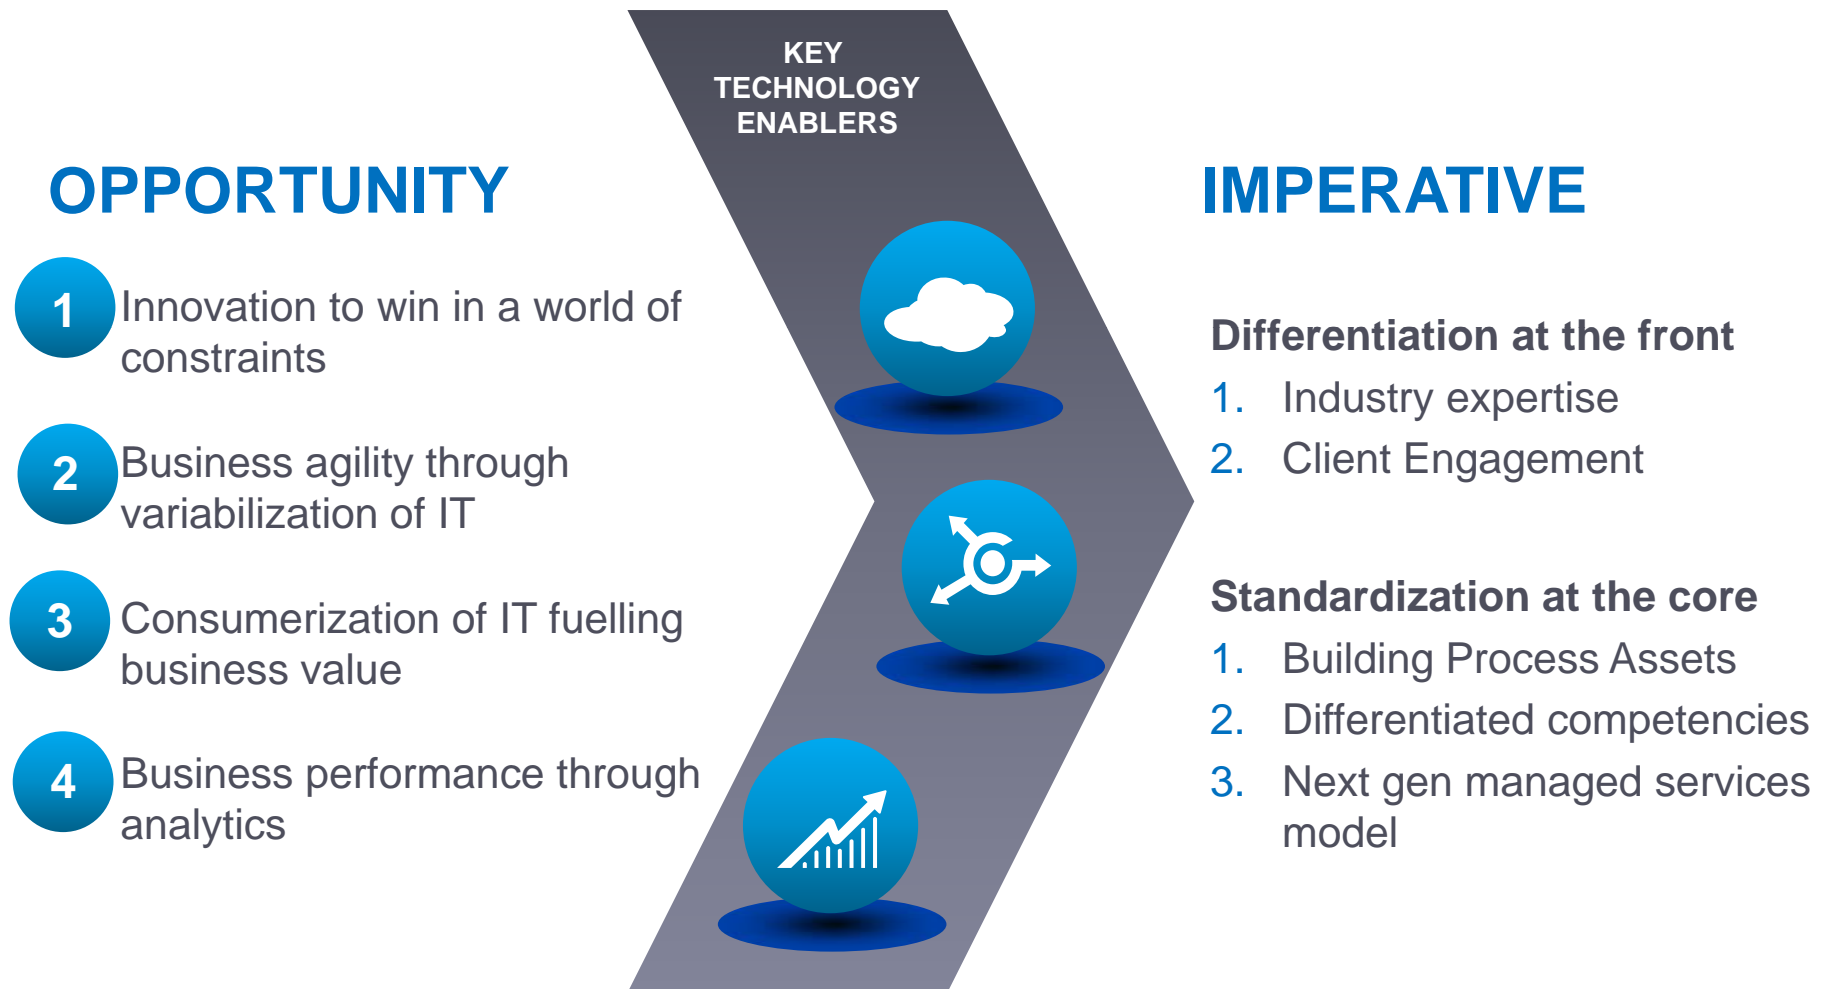 KEY
TECHNOLOGY
ENABLERS
OPPORTUNITY
1
Innovation to win in a world of
constraints
2
Business agility through
variabilization of IT
3
Consumerization of IT fuelling
business value
4
Business performance through
analytics
IMPERATIVE
Differentiation at the front
1. Industry expertise
2. Client Engagement
Standardization at the core
1. Building Process Assets
2. Differentiated competencies
3. Next gen managed services
model